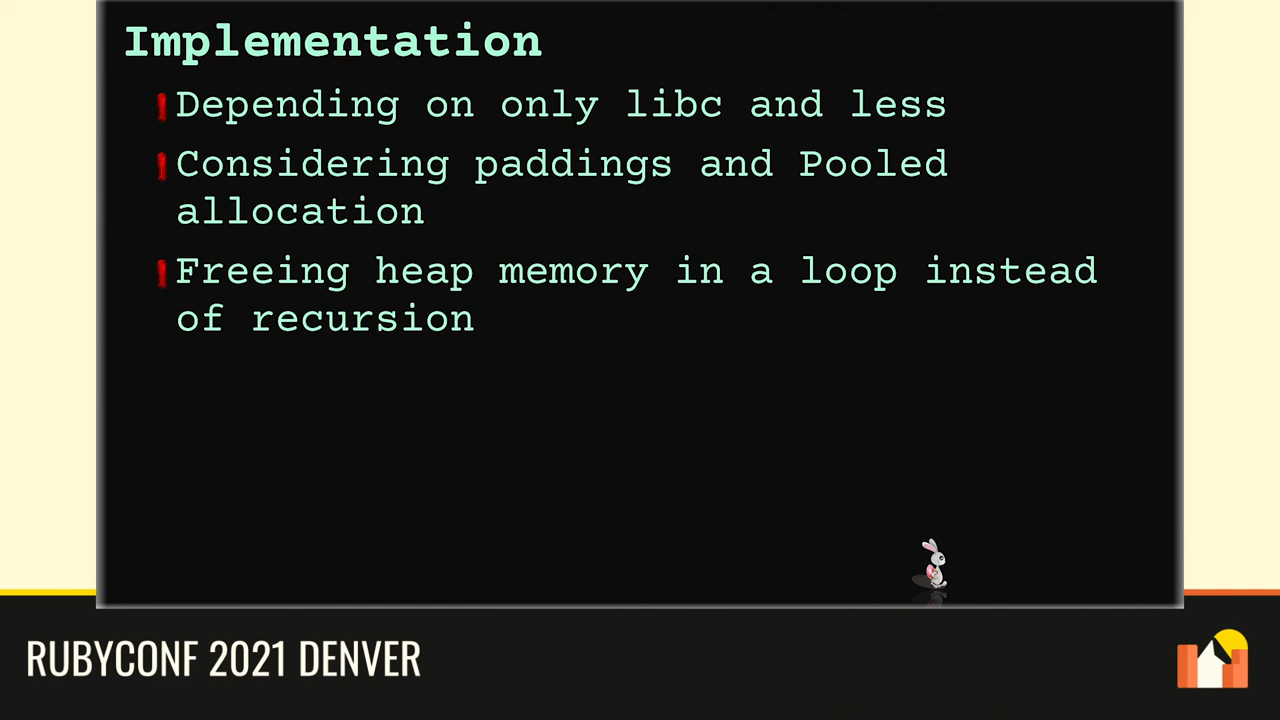 Implementation
Depending on only libc and less
Considering paddings and Pooled
allocation
Freeing heap memory in a loop instead
of recursion
RUBYCONF 2021 DENVER